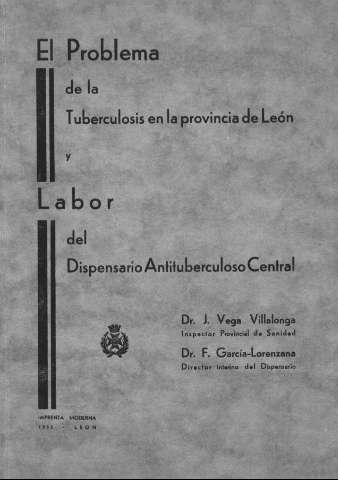 El Problema
de la
Tuberculosis en la provincia de León
y
Labor
del
Dispensario Antituberculoso Central
Dr. J. Vega Villalonga
Inspector Provincial de Sanidad
Dr. F. García-Lorenzana
Director interino del Dispensario
IMPRENTA MODERNA
- LEON